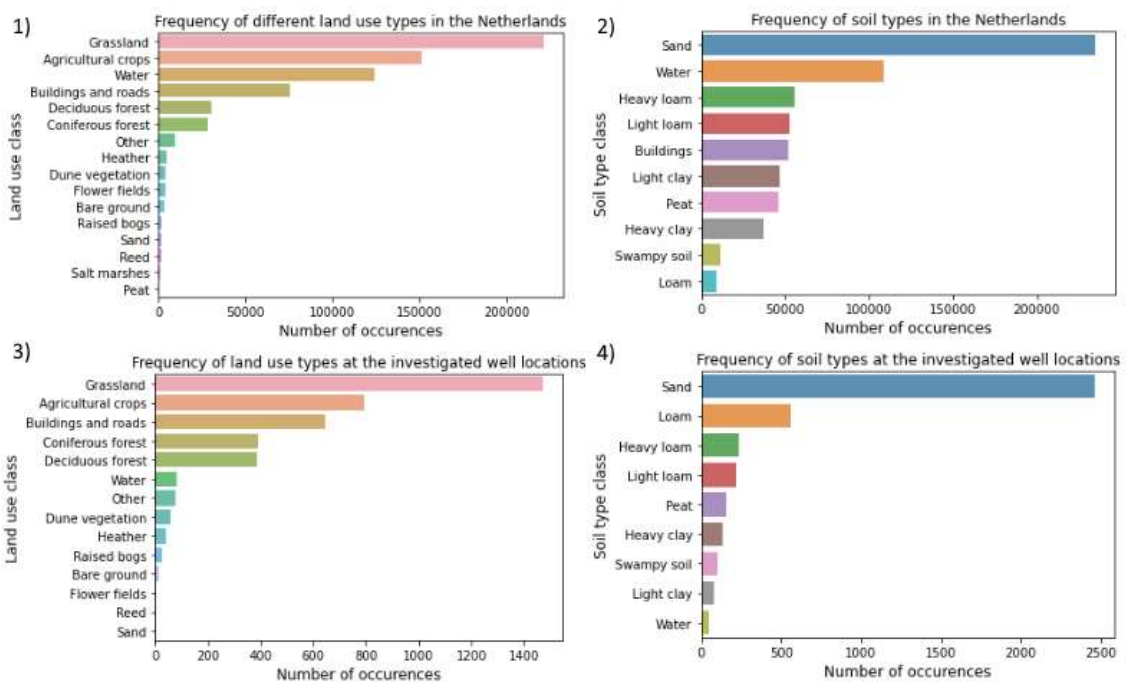 1)
Frequency of different land use types in the Netherlands
Land use class
Grassland
Agricultural crops
Water
Buildings and roads
Deciduous forest
Coniferous forest
Other
Heather
Dune vegetation
Flower fields
Bare ground
Raised bogs
Sand
Reed
Salt marshes
Peat
0 50000 100000 150000 200000
Number of occurences
2)
Frequency of soil types in the Netherlands
Soil type class
Sand
Water
Heavy loam
Light loam
Buildings
Light clay
Peat
Heavy clay
Swampy soil
Loam
0 50000 100000 150000 200000
Number of occurences
3)
Frequency of land use types at the investigated well locations
Land use class
Grassland
Agricultural crops
Buildings and roads
Coniferous forest
Deciduous forest
Water
Other
Dune vegetation
Heather
Raised bogs
Bare ground
Flower fields
Reed
Sand
0 200 400 600 800 1000 1200 1400
Number of occurences
4)
Frequency of soil types at the investigated well locations
Soil type class
Sand
Loam
Heavy loam
Light loam
Peat
Heavy clay
Swampy soil
Light clay
Water
0 500 1000 1500 2000 2500
Number of occurences